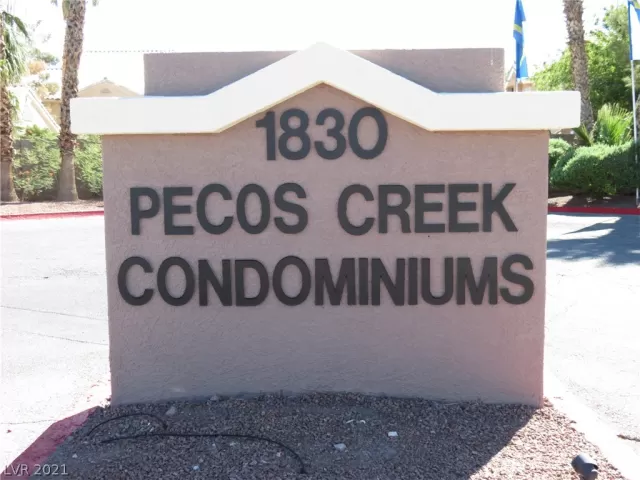 1830
PECOS CREEK
CONDOMINIUMS
LVR 2021